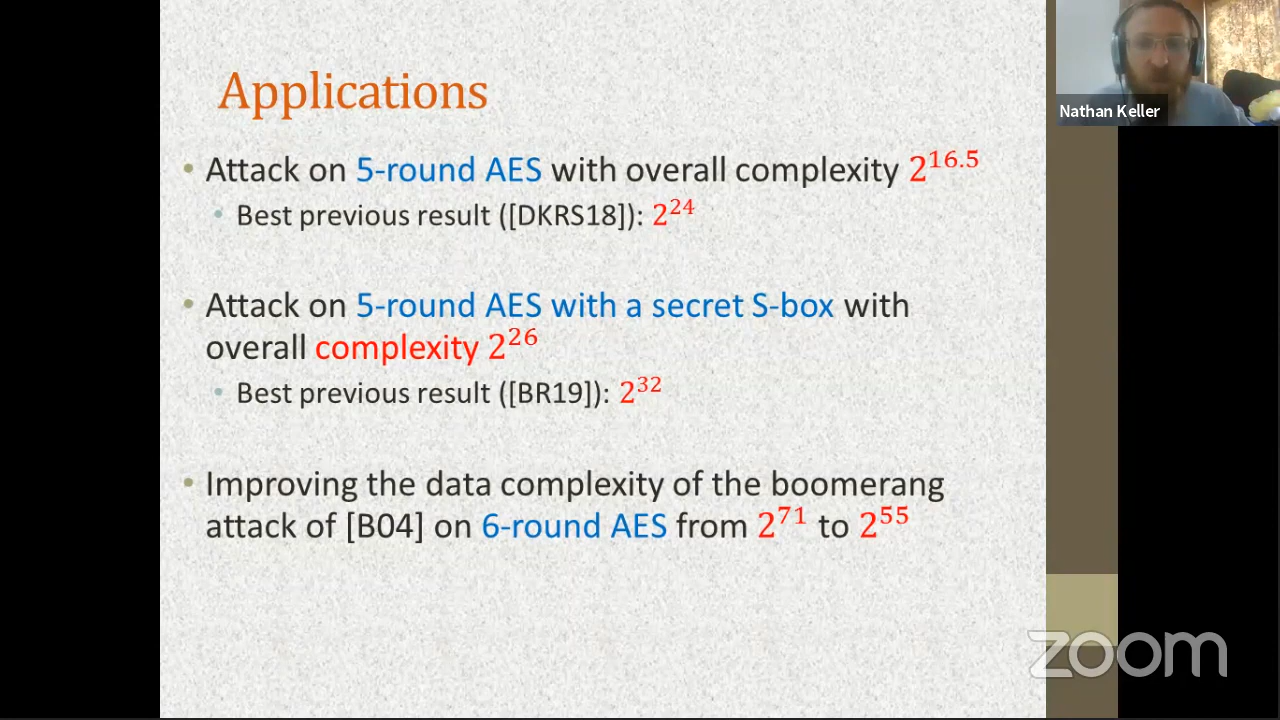 Applications
• Attack on 5-round AES with overall complexity 2^16.5
• Best previous result ([DKRS18]): 2^24
• Attack on 5-round AES with a secret S-box with
overall complexity 2^26
• Best previous result ([BR19]): 2^32
• Improving the data complexity of the boomerang
attack of [B04] on 6-round AES from 2^71 to 2^55
Nathan Keller
zoom